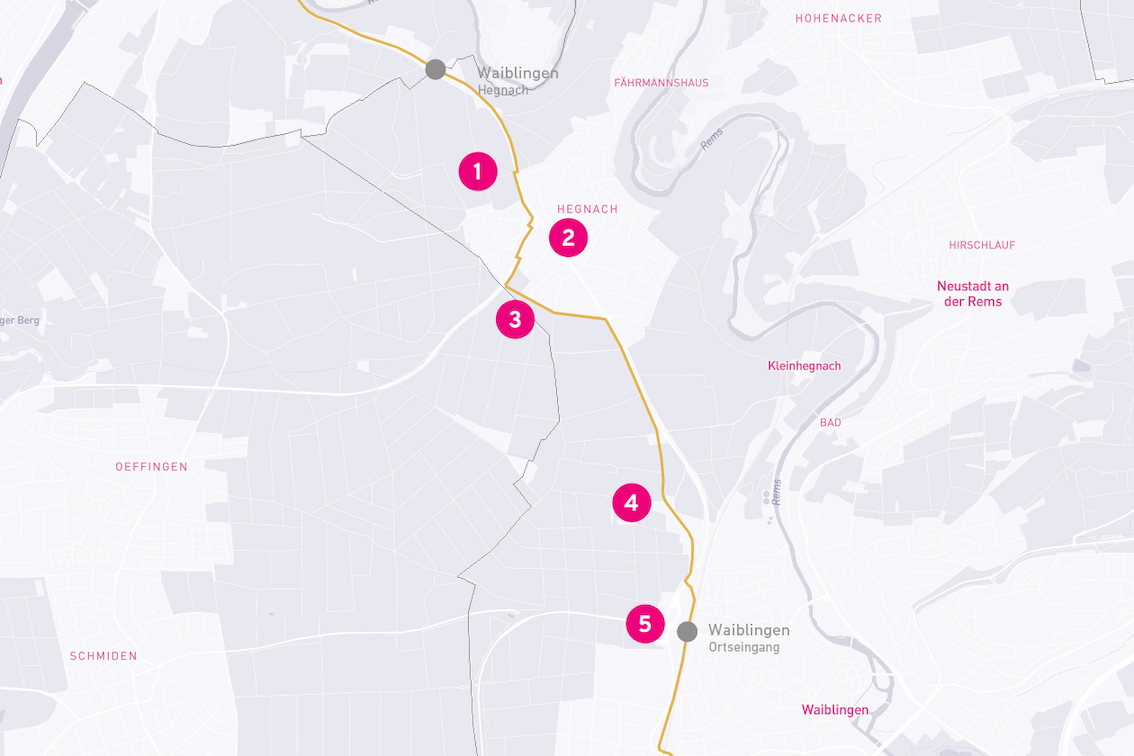 HOHENACKER
Waiblingen
Hegnach
FÄHRMANNSHAUS
Rems
1
HEGNACH
2
HIRSCHLAUF
Neustadt an
der Rems
3
ger Berg
Kleinhegnach
BAD
OEFFINGEN
Rems
4
5
Waiblingen
Ortseingang
SCHMIDEN
Waiblingen